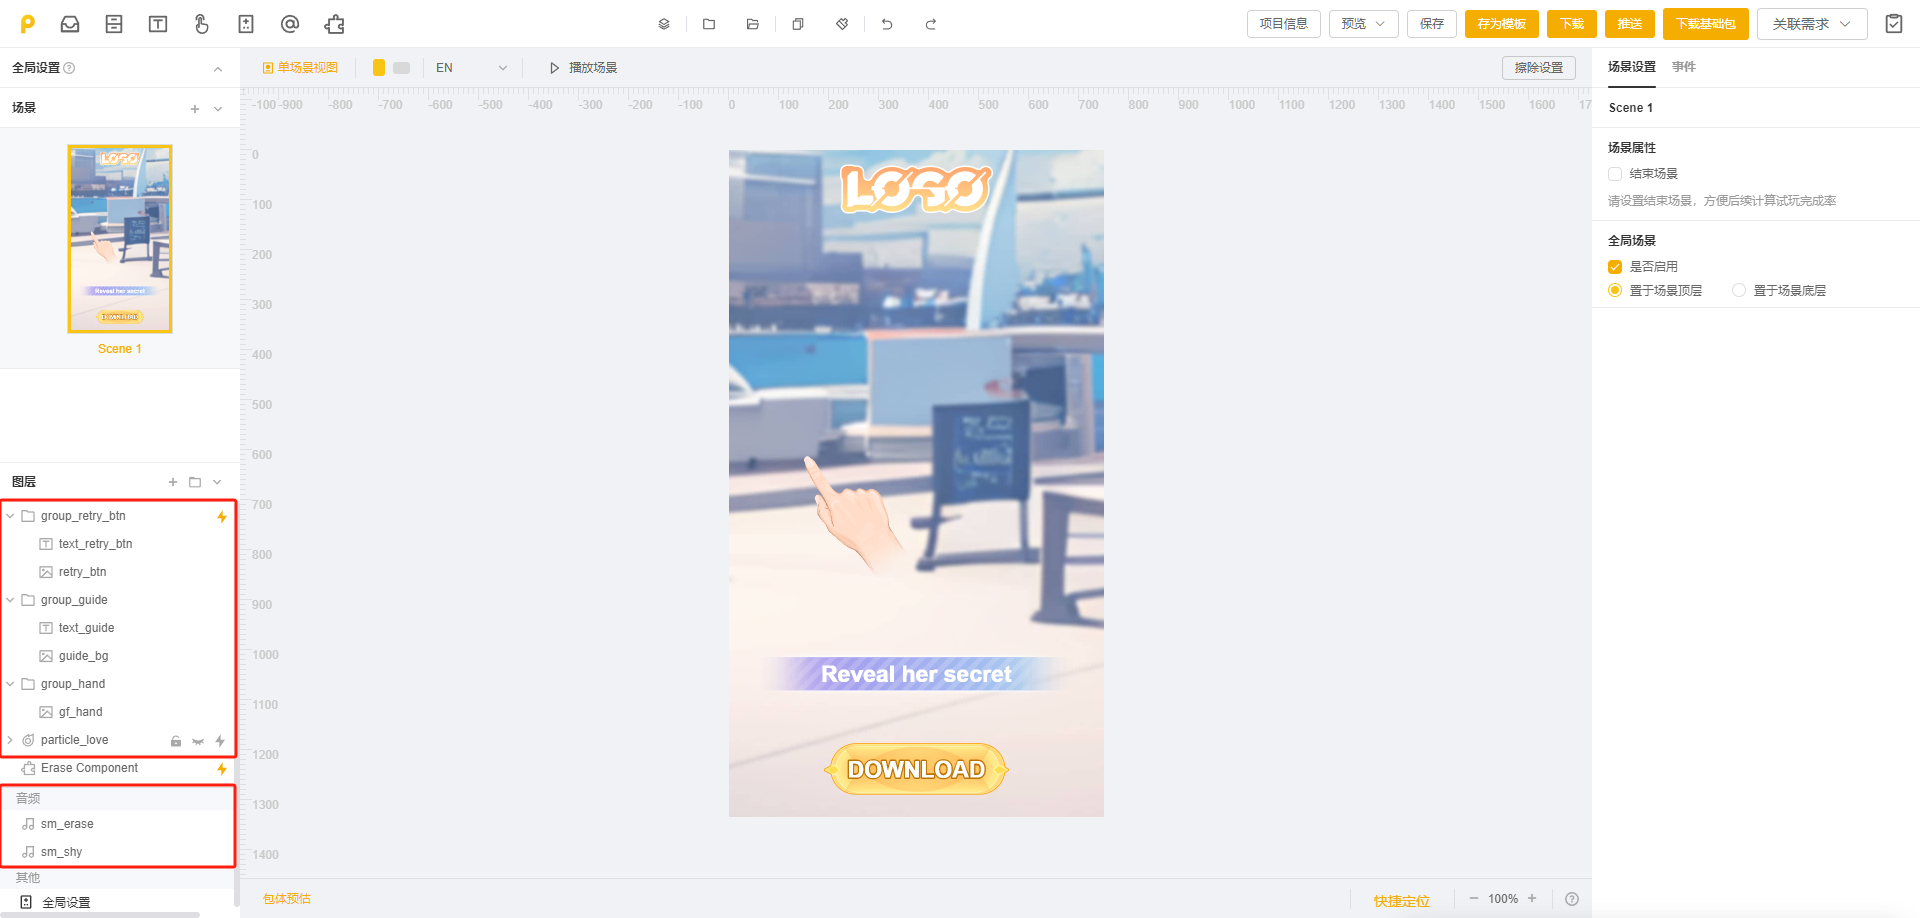 项目信息
预览
保存
存为模板
下载
推送
下载基础包
关联需求
全局设置
单场景视图
EN
播放场景
擦除设置
场景设置
事件
场景
-100 -900 -800 -700 -600 -500 -400 -300 -200 -100 0 100 200 300 400 500 600 700 800 900 1000 1100 1200 1300 1400 1500 1600 17
Scene 1
场景属性
结束场景
请设置结束场景，方便后续计算试玩完成率
全局场景
是否启用
置于场景顶层
置于场景底层
LOGO
Reveal her secret
DOWNLOAD
Scene 1
0
100
200
300
400
500
600
700
800
900
1000
1100
1200
1300
1400
LOGO
Reveal her secret
DOWNLOAD
图层
group_retry_btn
text_retry_btn
retry_btn
group_guide
text_guide
guide_bg
group_hand
gf_hand
particle_love
Erase Component
音频
sm_erase
sm_shy
其他
全局设置
包体预估
快捷定位
100%